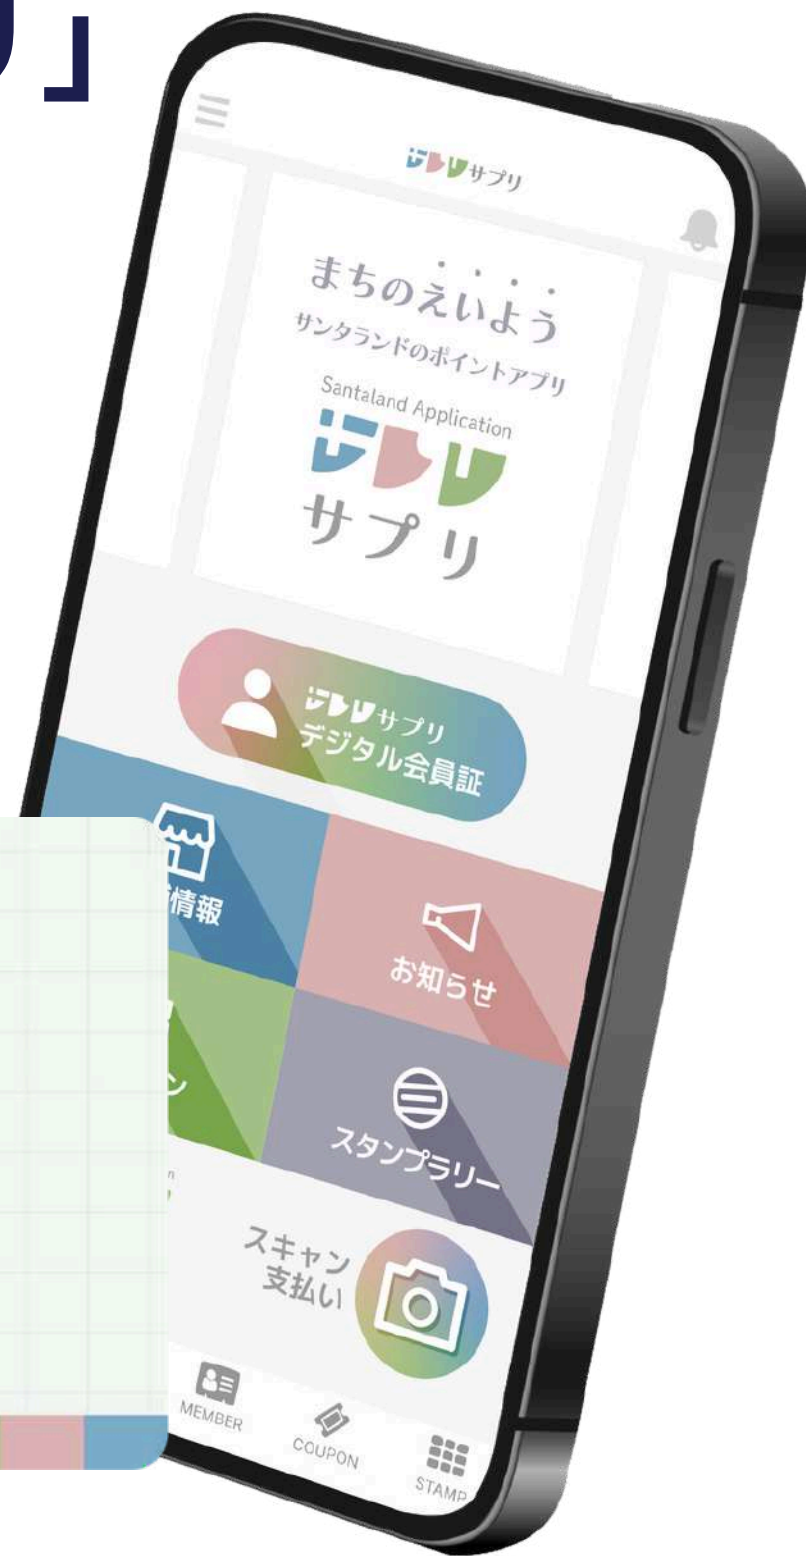 リ」
サプリ
まちのえいよう
サンタランドのポイントアプリ
Santaland Application
サプリ
サプリ
デジタル会員証
情報
お知らせ
ン
スタンプラリー
スキャン
支払い
MEMBER
COUPON
STAMP